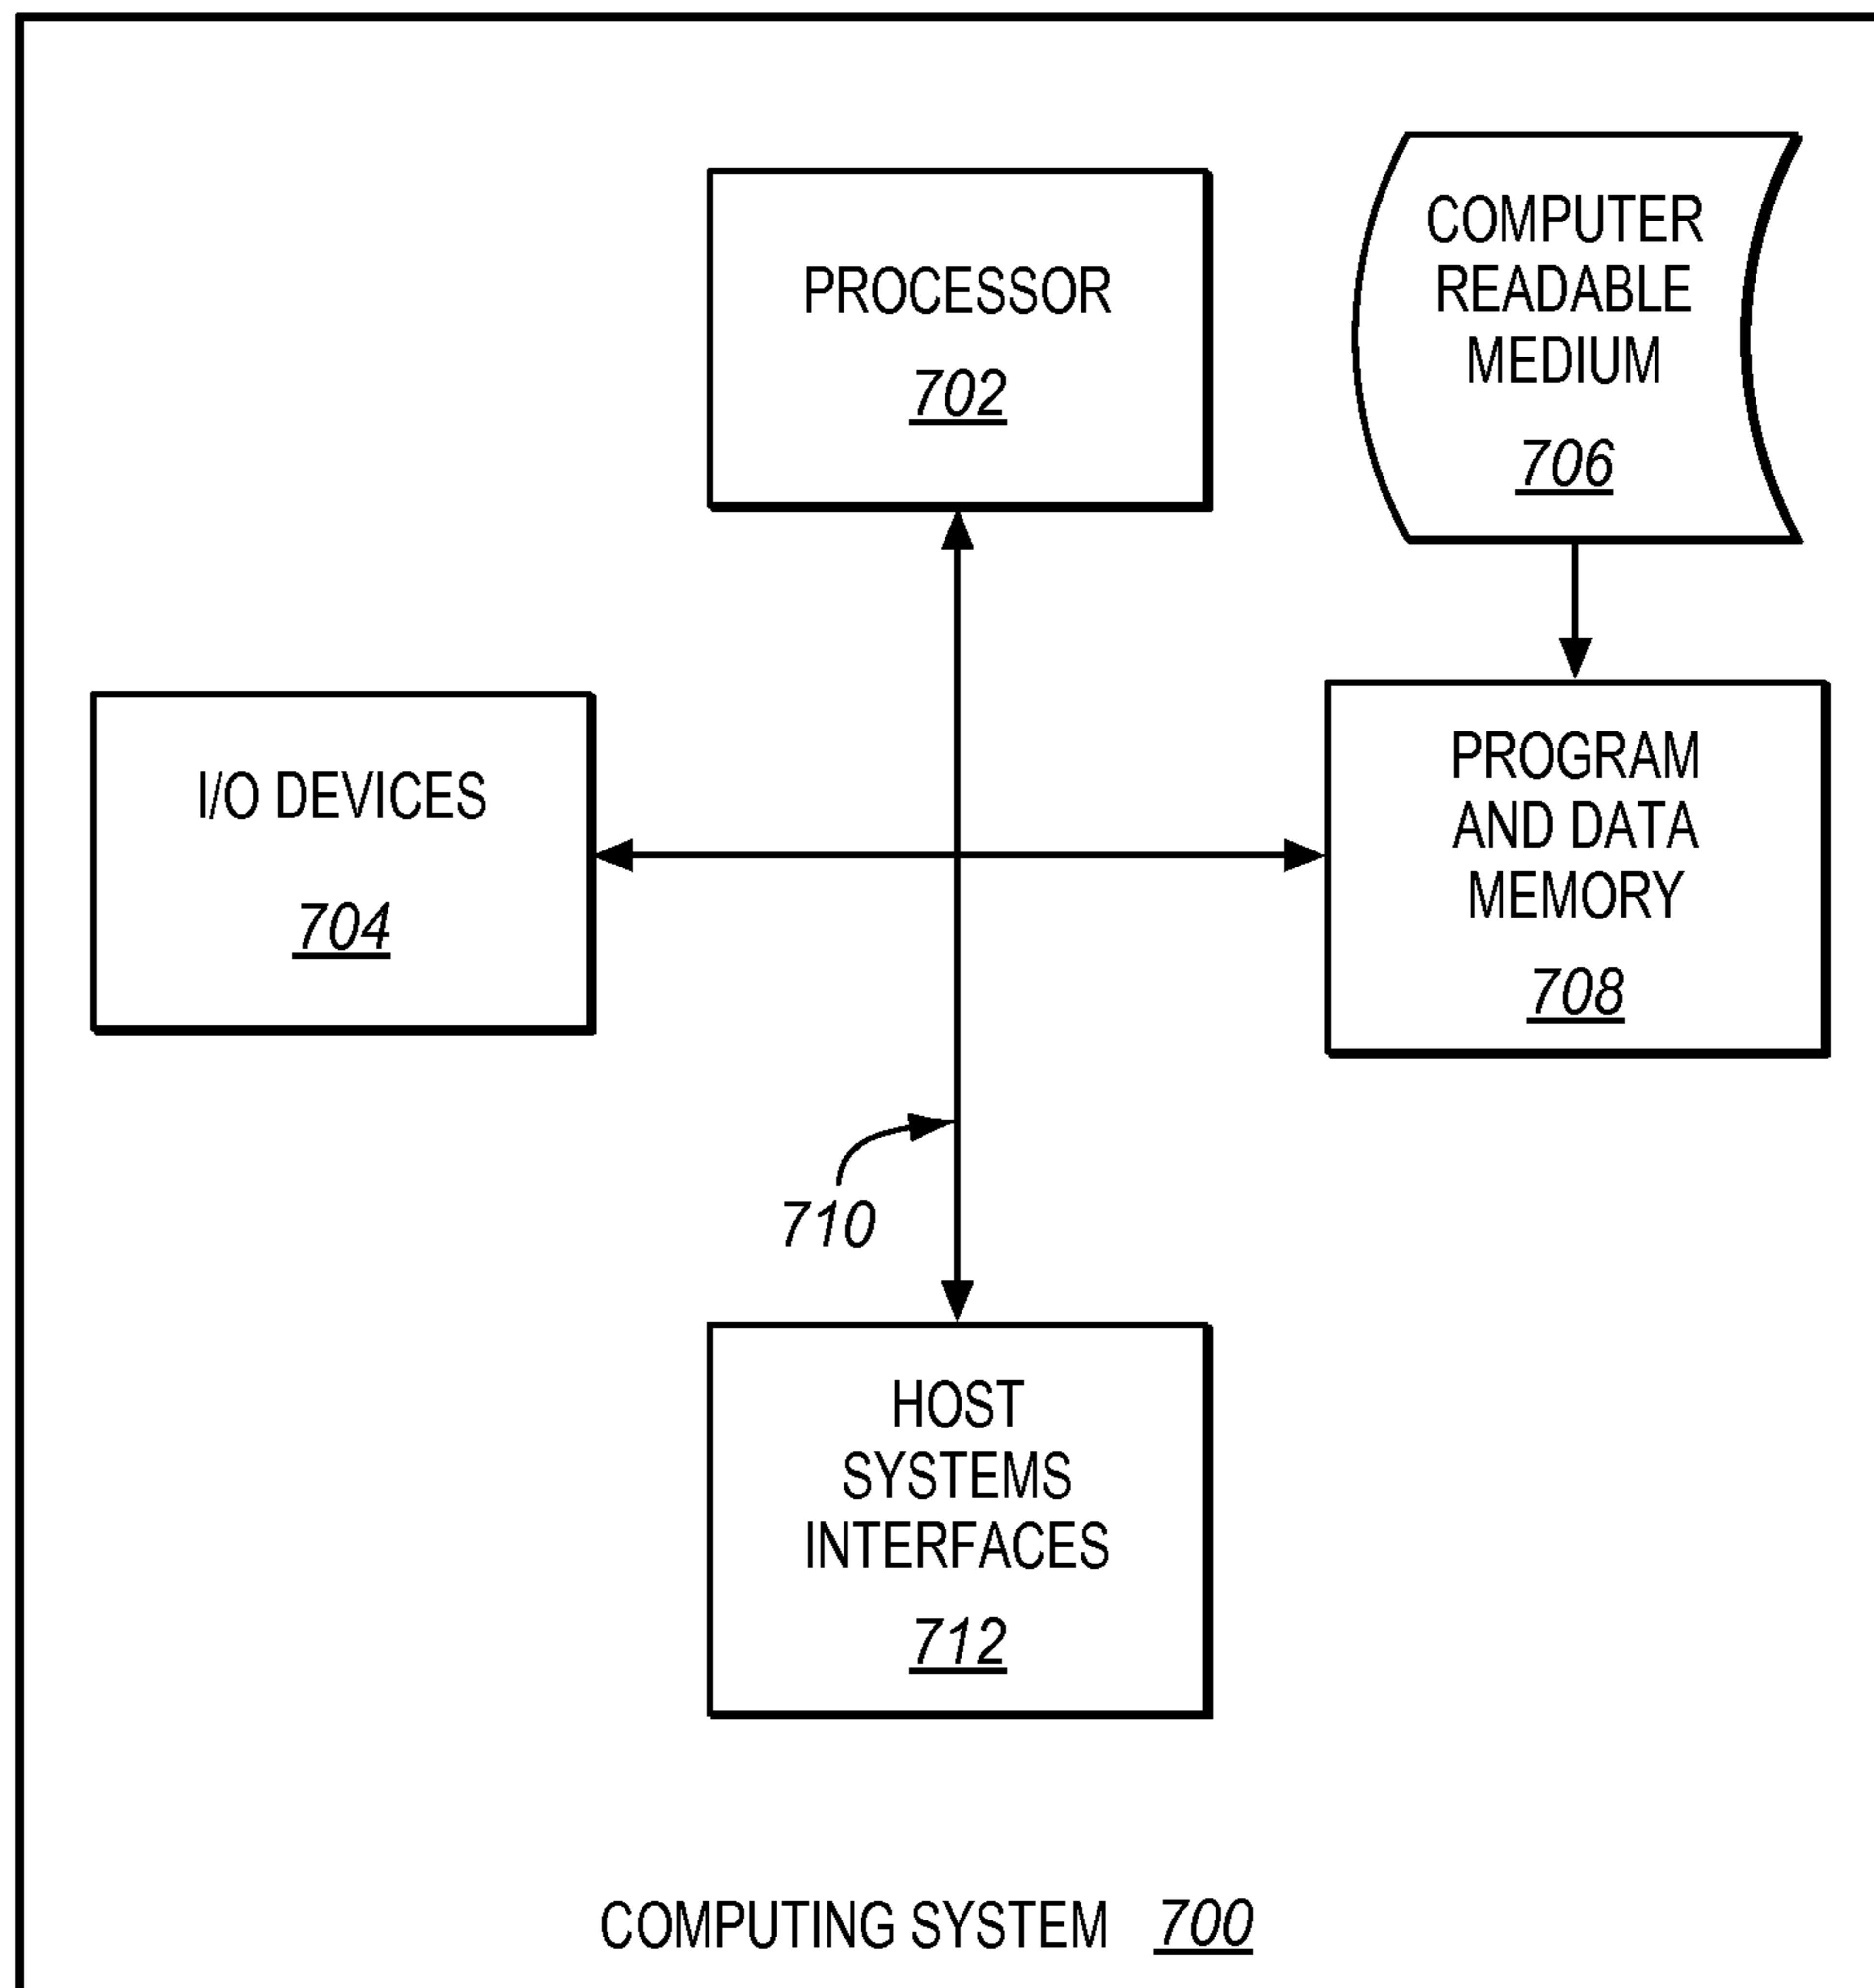 PROCESSOR
702
COMPUTER
READABLE
MEDIUM
706
I/O DEVICES
704
PROGRAM
AND DATA
MEMORY
708
710
HOST
SYSTEMS
INTERFACES
712
COMPUTING SYSTEM 700